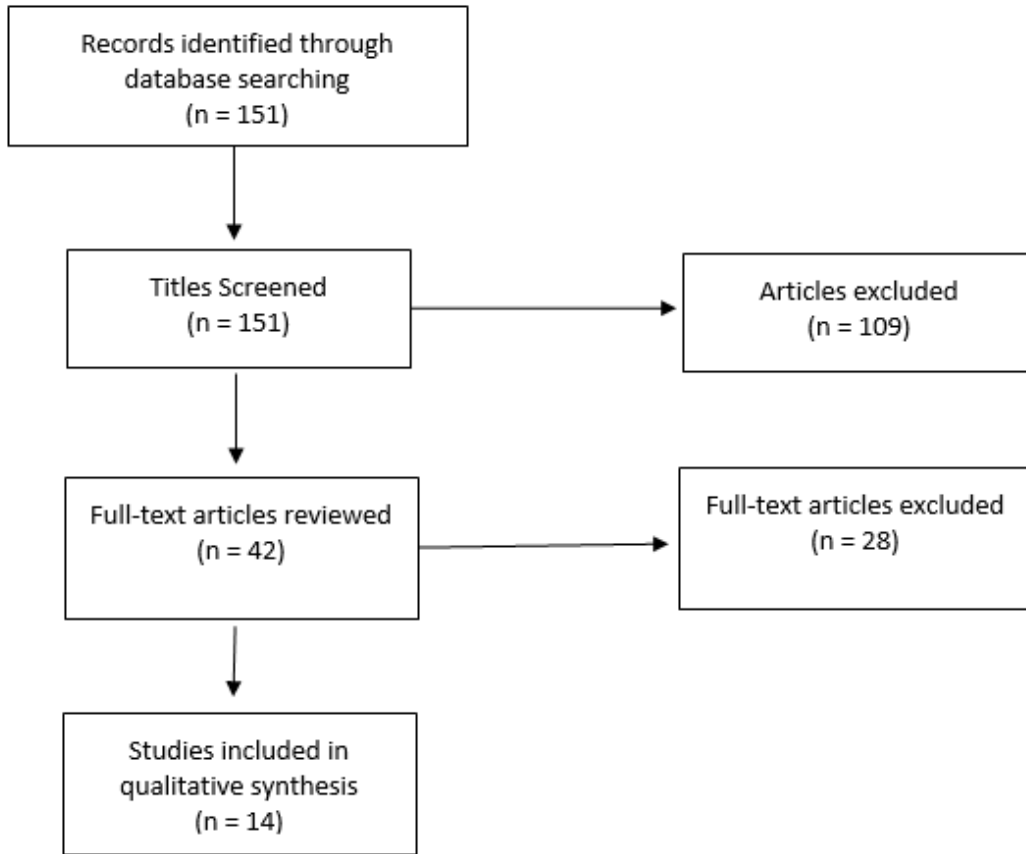 Records identified through
database searching
(n = 151)
Titles Screened
(n = 151)
Articles excluded
(n = 109)
Full-text articles reviewed
(n = 42)
Full-text articles excluded
(n = 28)
Studies included in
qualitative synthesis
(n = 14)